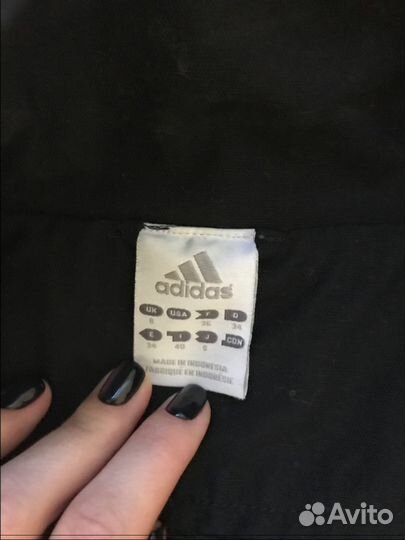 adidas
UK USA F D
6 36 34
E I J CDN
34 40 S
MADE IN INDONESIA
FABRIQUÉ EN INDONÉSIE
Avito